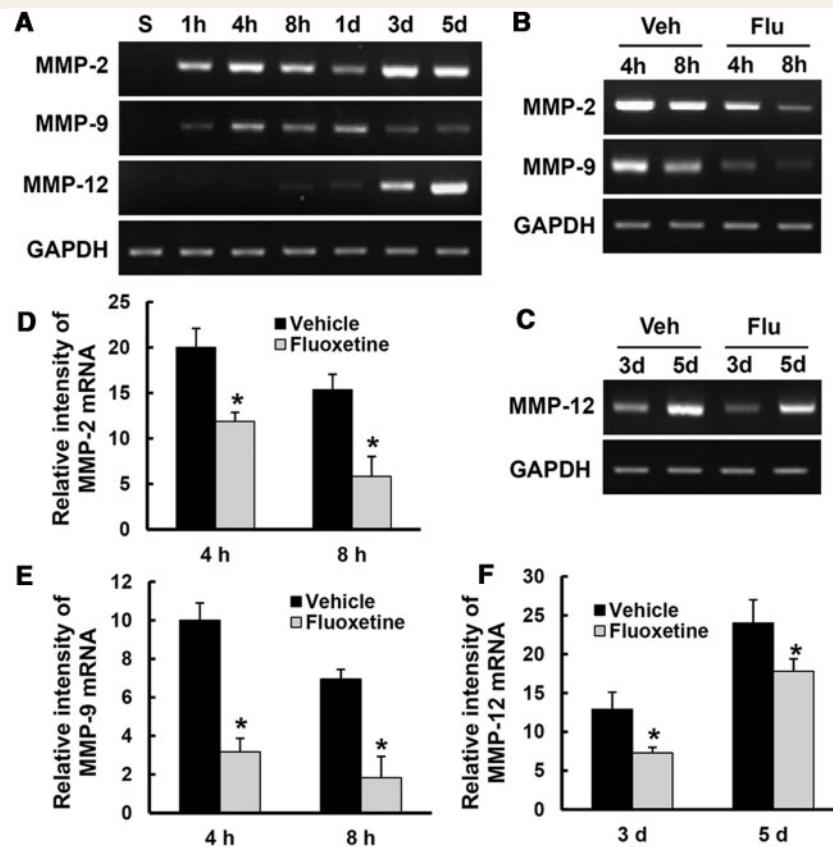 A
S 1h 4h 8h 1d 3d 5d
MMP-2
MMP-9
MMP-12
GAPDH
B
Veh Flu
4h 8h 4h 8h
MMP-2
MMP-9
GAPDH
C
Veh Flu
3d 5d 3d 5d
MMP-12
GAPDH
D
Relative intensity of
MMP-2 mRNA
25
20
15
10
5
0
Vehicle
Fluoxetine
*
*
4 h 8 h
E
Relative intensity of
MMP-9 mRNA
12
10
8
6
4
2
0
Vehicle
Fluoxetine
*
*
4 h 8 h
F
Relative intensity of
MMP-12 mRNA
30
25
20
15
10
5
0
Vehicle
Fluoxetine
*
*
3 d 5 d